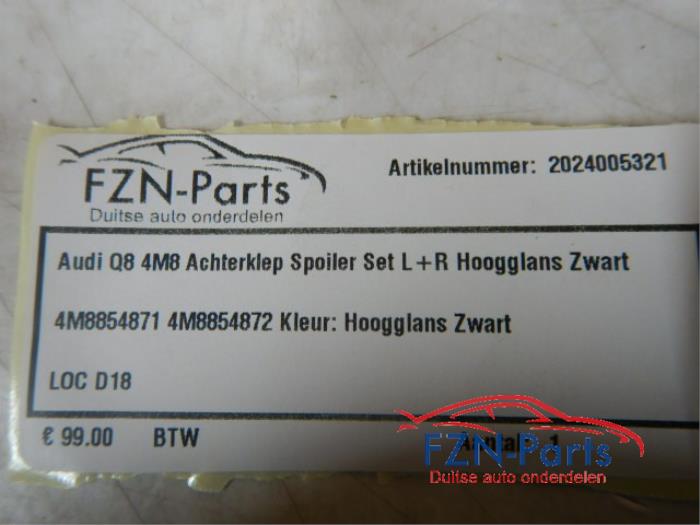 FZN-Parts
Duitse auto onderdelen
Artikelnummer: 2024005321
Audi Q8 4M8 Achterklep Spoiler Set L+R Hoogglans Zwart
4M8854871 4M8854872 Kleur: Hoogglans Zwart
LOC D18
€ 99.00 BTW Aantal: 1
FZN-Parts
Duitse auto onderdelen